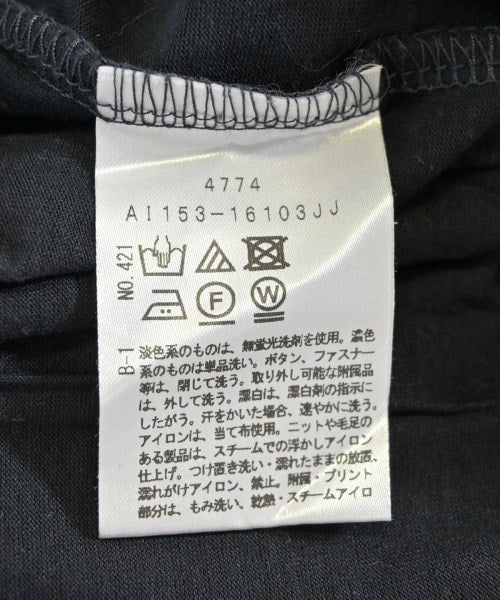 4774
AI153-16103JJ
NO.421
F
W
B-1
淡色系のものは、無蛍光洗剤を使用。濃色
系のものは単品洗い。ボタン、ファスナー
等は、閉じて洗う。取り外し可能な附属品
は、外して洗う。漂白は、漂白剤の指示に
したがう。汗をかいた場合、速やかに洗う。
アイロンは、当て布使用。ニットや毛足の
ある製品は、スチームでの浮かしアイロン
仕上げ。つけ置き洗い・濡れたままの放置、
濡れがけアイロン、禁止。附属・プリント
部分は、もみ洗い、乾熱・スチームアイロ